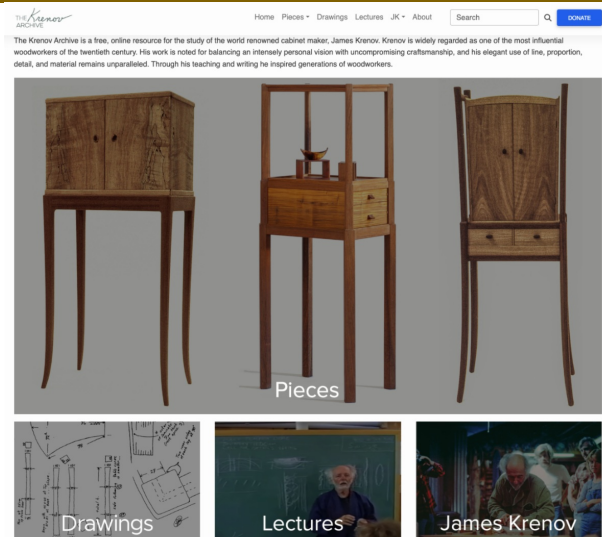 THE Krenov ARCHIVE
Home Pieces Drawings Lectures JK About Search DONATE
The Krenov Archive is a free, online resource for the study of the world renowned cabinet maker, James Krenov. Krenov is widely regarded as one of the most influential
woodworkers of the twentieth century. His work is noted for balancing an intensely personal vision with uncompromising craftsmanship, and his elegant use of line, proportion,
detail, and material remains unparalleled. Through his teaching and writing he inspired generations of woodworkers.
Pieces
Drawings Lectures James Krenov